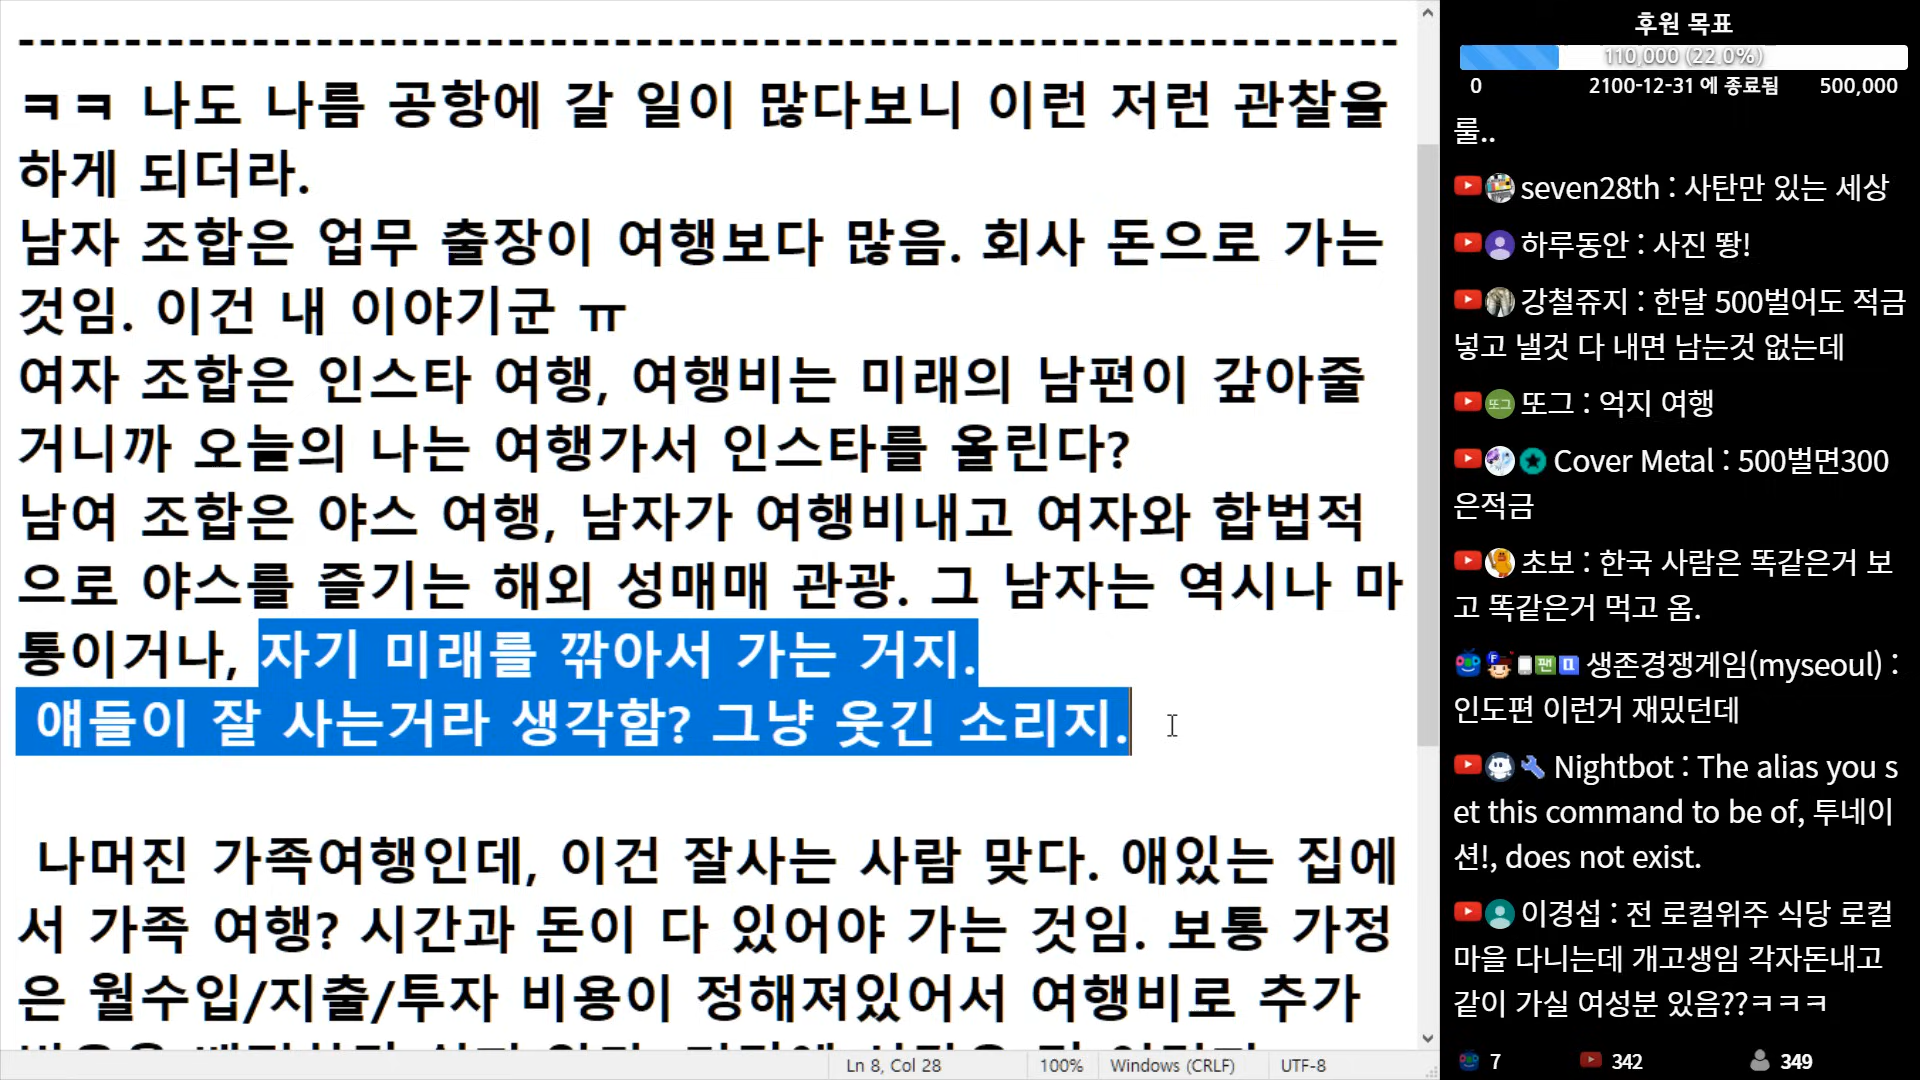 ㅋㅋ 나도 나름 공항에 갈 일이 많다보니 이런 저런 관찰을
하게 되더라.
남자 조합은 업무 출장이 여행보다 많음. 회사 돈으로 가는
것임. 이건 내 이야기군 ㅠ
여자 조합은 인스타 여행, 여행비는 미래의 남편이 갚아줄
거니까 오늘의 나는 여행가서 인스타를 올린다?
남여 조합은 야스 여행, 남자가 여행비내고 여자와 합법적
으로 야스를 즐기는 해외 성매매 관광. 그 남자는 역시나 마
통이거나, 자기 미래를 깎아서 가는 거지.
얘들이 잘 사는거라 생각함? 그냥 웃긴 소리지.
나머진 가족여행인데, 이건 잘사는 사람 맞다. 애있는 집에
서 가족 여행? 시간과 돈이 다 있어야 가는 것임. 보통 가정
은 월수입/지출/투자 비용이 정해져있어서 여행비로 추가
Ln 8, Col 28
100%
Windows (CRLF)
UTF-8
후원 목표
110,000 (22.0%)
0 2100-12-31 에 종료됨 500,000
룰..
seven28th : 사탄만 있는 세상
하루동안 : 사진 땋!
강철쥬지 : 한달 500벌어도 적금
넣고 낼것 다 내면 남는것 없는데
또그 또그 : 억지 여행
Cover Metal : 500벌면300
은적금
초보 : 한국 사람은 똑같은거 보
고 똑같은거 먹고 옴.
팬 생존경쟁게임(myseoul) :
인도편 이런거 재밌던데
Nightbot : The alias you s
et this command to be of, 투네이
션!, does not exist.
이경섭 : 전 로컬위주 식당 로컬
마을 다니는데 개고생임 각자돈내고
같이 가실 여성분 있음??ㅋㅋㅋ
7 342 349